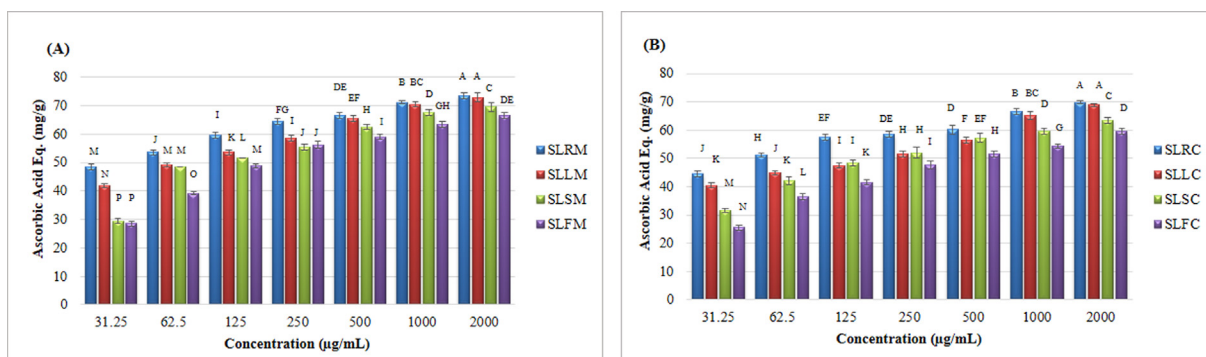 (A)
Ascorbic Acid Eq. (mg/g)
80
70
60
50
40
30
20
10
0
M N P P
J M M O
I K L M
FG I J J
DE EF H I
B BC D GH
A A C DE
31.25 62.5 125 250 500 1000 2000
Concentration (µg/mL)
SLRM
SLLM
SLSM
SLFM
(B)
Ascorbic Acid Eq. (mg/g)
80
70
60
50
40
30
20
10
0
J K M N
H J K L
EF I I K
DE H H I
D F EF H
B BC D G
A A C D
31.25 62.5 125 250 500 1000 2000
Concentration (µg/mL)
SLRC
SLLC
SLSC
SLFC